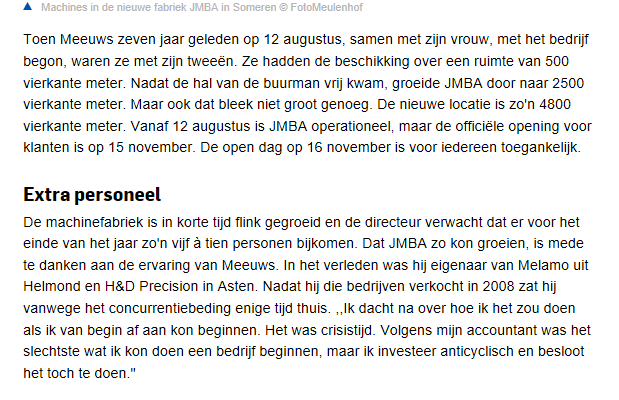 Machines in de nieuwe fabriek JMBA in Someren © FotoMeulenhof
Toen Meeuws zeven jaar geleden op 12 augustus, samen met zijn vrouw, met het bedrijf
begon, waren ze met zijn tweeën. Ze hadden de beschikking over een ruimte van 500
vierkante meter. Nadat de hal van de buurman vrij kwam, groeide JMBA door naar 2500
vierkante meter. Maar ook dat bleek niet groot genoeg. De nieuwe locatie is zo'n 4800
vierkante meter. Vanaf 12 augustus is JMBA operationeel, maar de officiële opening voor
klanten is op 15 november. De open dag op 16 november is voor iedereen toegankelijk.
Extra personeel
De machinefabriek is in korte tijd flink gegroeid en de directeur verwacht dat er voor het
einde van het jaar zo'n vijf à tien personen bijkomen. Dat JMBA zo kon groeien, is mede
te danken aan de ervaring van Meeuws. In het verleden was hij eigenaar van Melamo uit
Helmond en H&D Precision in Asten. Nadat hij die bedrijven verkocht in 2008 zat hij
vanwege het concurrentiebeding enige tijd thuis. ,,Ik dacht na over hoe ik het zou doen
als ik van begin af aan kon beginnen. Het was crisistijd. Volgens mijn accountant was het
slechtste wat ik kon doen een bedrijf beginnen, maar ik investeer anticyclisch en besloot
het toch te doen."